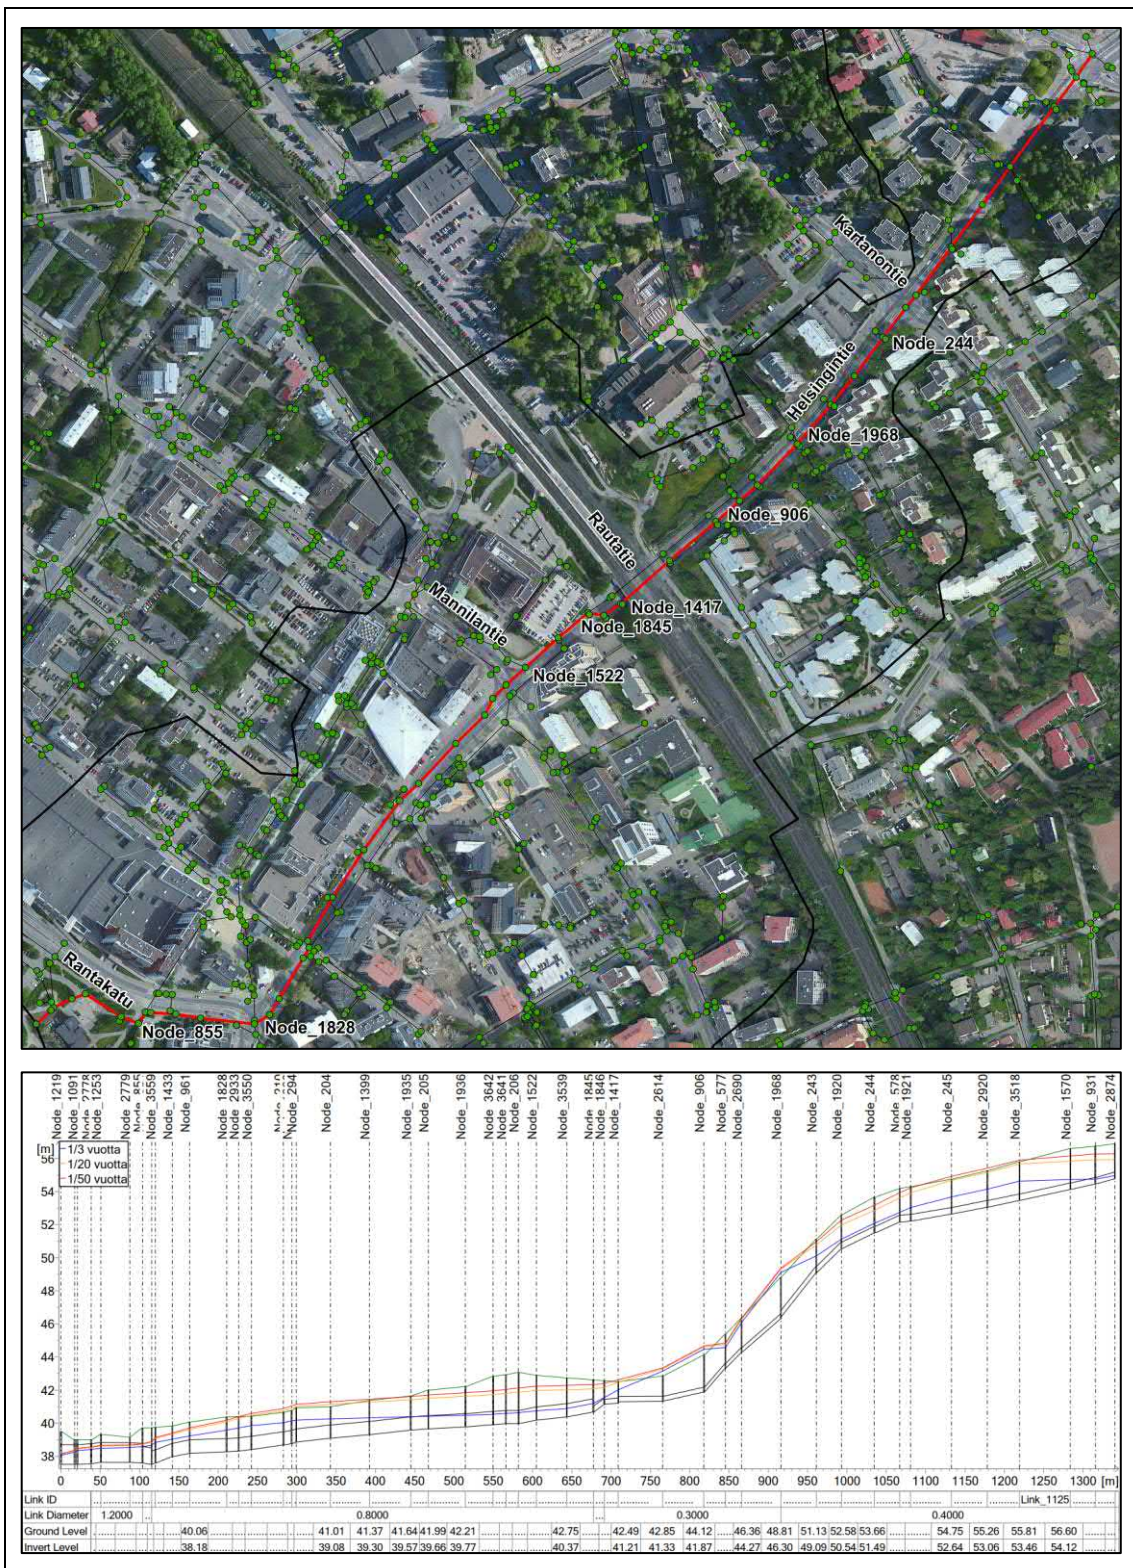 Kartanontie
Node_244
Helsingintie
Node_1968
Node_906
Rautatie
Node_1417
Node_1845
Mannilantie
Node_1522
Rantakatu
Node_855
Node_1828
Node_1219
Node_1091
Node_2778
Node_1253
Node_2779
Node_855
Node_3559
Node_1433
Node_961
Node_1828
Node_2933
Node_3550
Node_294
Node_204
Node_1399
Node_1935
Node_205
Node_1936
Node_3642
Node_3641
Node_206
Node_1522
Node_3539
Node_1845
Node_1846
Node_1417
Node_2614
Node_906
Node_577
Node_2690
Node_1968
Node_243
Node_1920
Node_244
Node_578
Node_1921
Node_245
Node_2920
Node_3518
Node_1570
Node_931
Node_2874
[m]
1/3 vuotta
1/20 vuotta
1/50 vuotta
56
54
52
50
48
46
44
42
40
38
0 50 100 150 200 250 300 350 400 450 500 550 600 650 700 750 800 850 900 950 1000 1050 1100 1150 1200 1250 1300 [m]
Link ID Link_1125
Link Diameter 1.2000 0.8000 0.3000 0.4000
Ground Level 40.06 41.01 41.37 41.64 41.99 42.21 42.75 42.49 42.85 44.12 46.36 48.81 51.13 52.58 53.66 54.75 55.26 55.81 56.60
Invert Level 38.18 39.08 39.30 39.57 39.66 39.77 40.37 41.21 41.33 41.87 44.27 46.30 49.09 50.54 51.49 52.64 53.06 53.46 54.12